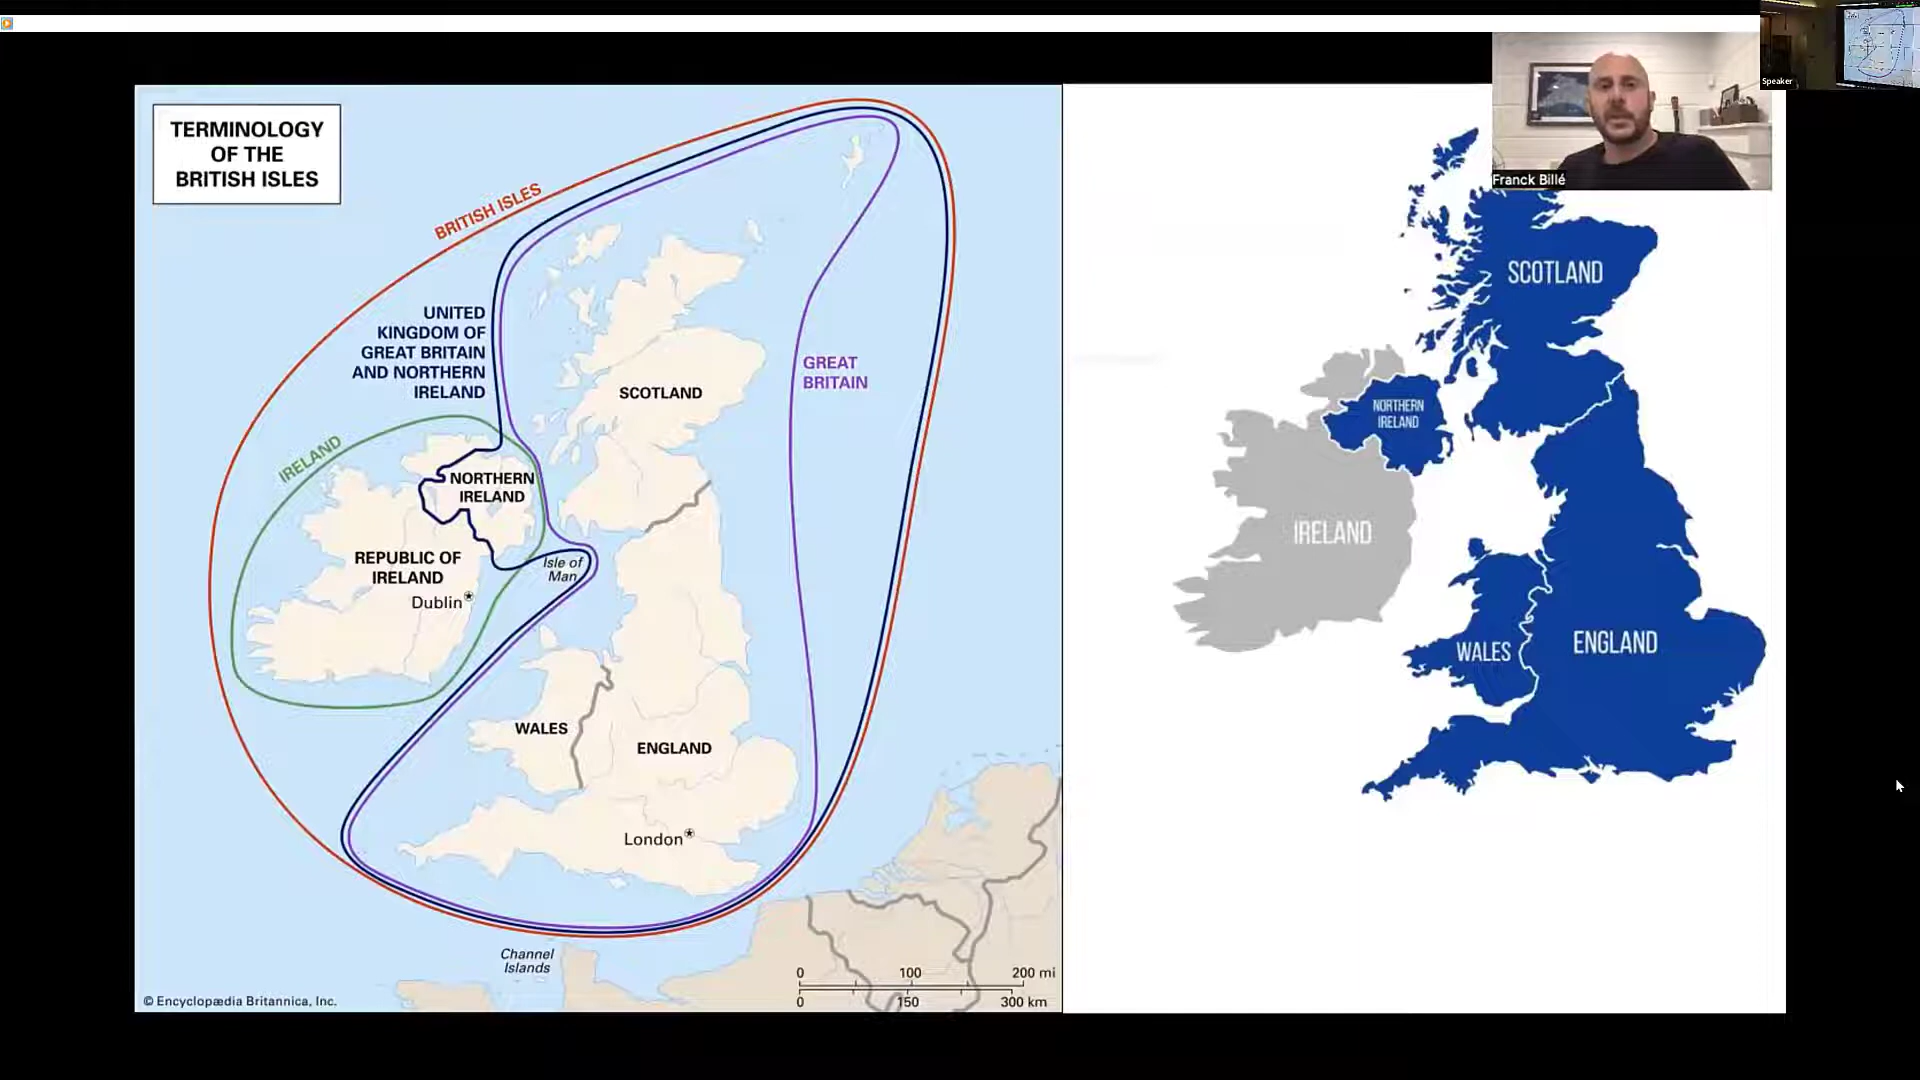 TERMINOLOGY
OF THE
BRITISH ISLES
BRITISH ISLES
UNITED
KINGDOM OF
GREAT BRITAIN
AND NORTHERN
IRELAND
GREAT
BRITAIN
SCOTLAND
IRELAND
NORTHERN
IRELAND
REPUBLIC OF
IRELAND
Dublin
Isle of
Man
WALES
ENGLAND
London
Channel
Islands
0 100 200 mi
0 150 300 km
© Encyclopædia Britannica, Inc.
Franck Billé
Speaker
SCOTLAND
NORTHERN
IRELAND
IRELAND
WALES
ENGLAND